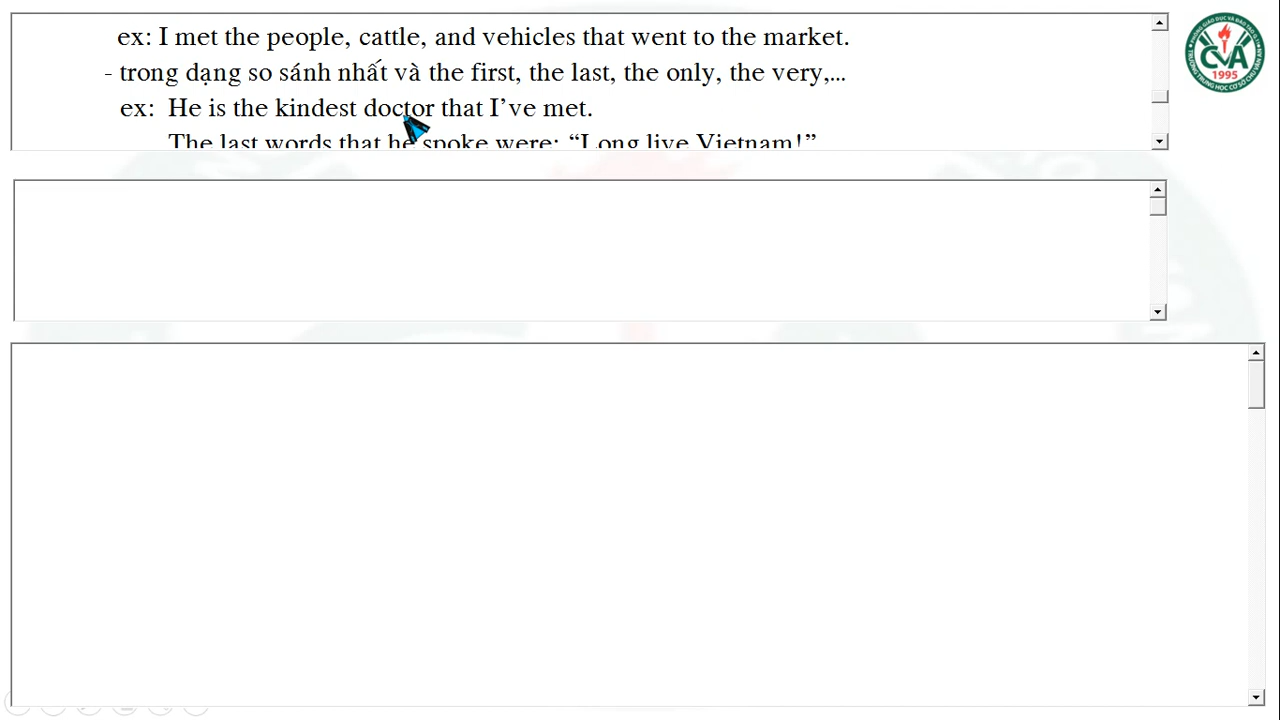 ex: I met the people, cattle, and vehicles that went to the market.
- trong dạng so sánh nhất và the first, the last, the only, the very,...
ex: He is the kindest doctor that I’ve met.
The last words that he spoke were: “Long live Vietnam!”
CVA
1995